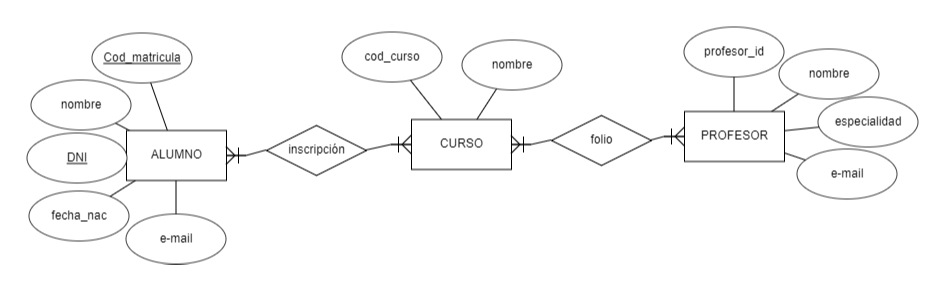 Cod_matricula
nombre
DNI
fecha_nac
e-mail
ALUMNO
inscripción
cod_curso
nombre
CURSO
folio
profesor_id
nombre
especialidad
e-mail
PROFESOR